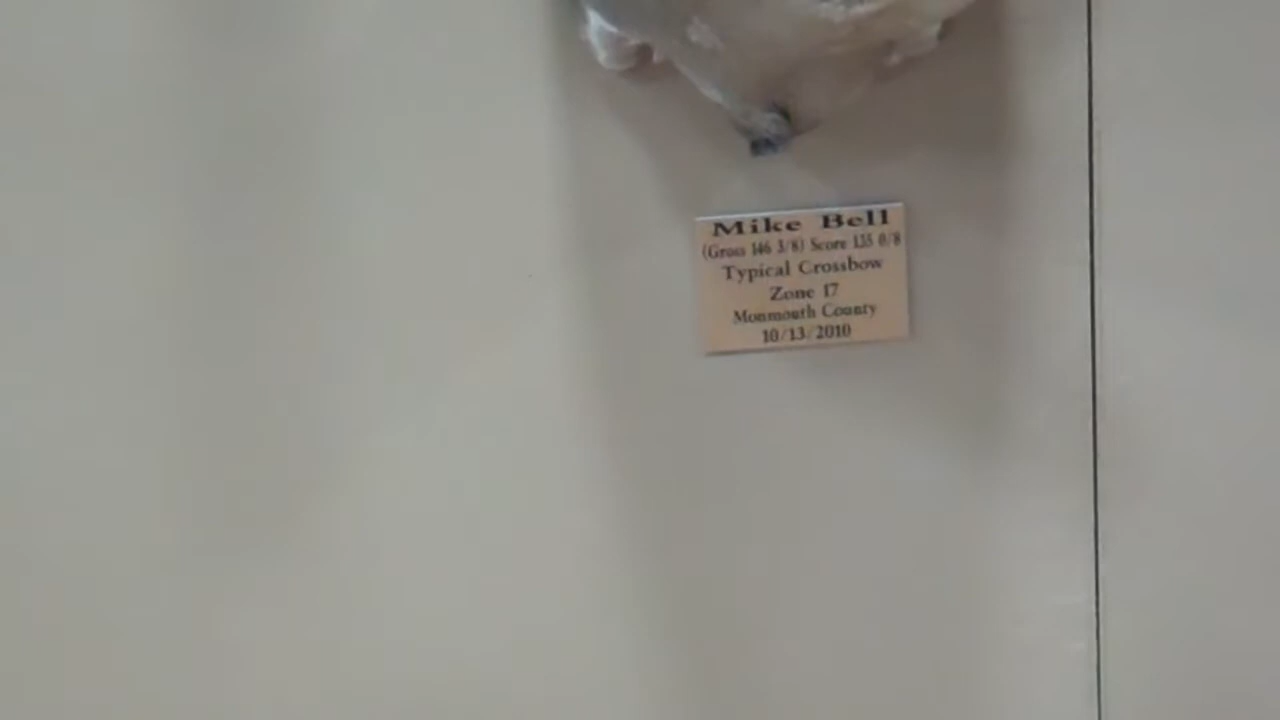 Mike Bell
(Gross 146 3/8) Score 135 0/8
Typical Crossbow
Zone 17
Monmouth County
10/13/2010